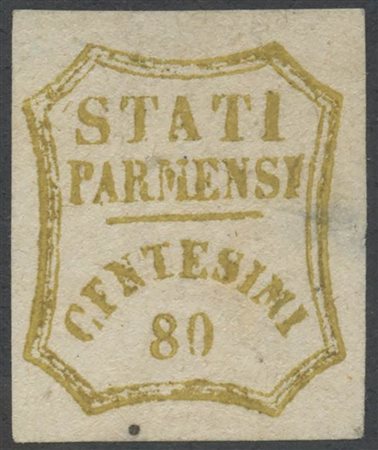 STATI
PARMENSI
CENTESIMI
80